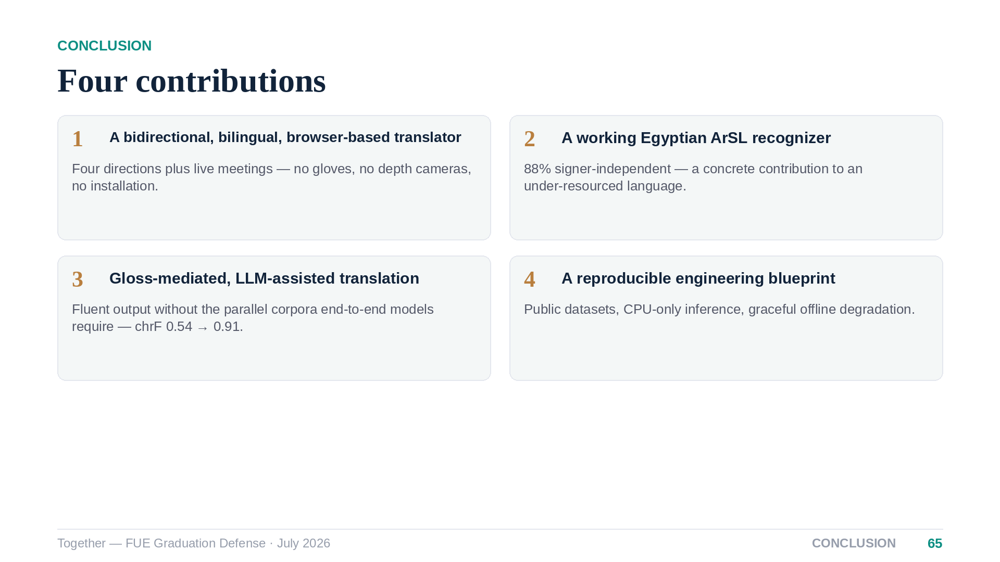 CONCLUSION
Four contributions
1 A bidirectional, bilingual, browser-based translator
Four directions plus live meetings — no gloves, no depth cameras,
no installation.
2 A working Egyptian ArSL recognizer
88% signer-independent — a concrete contribution to an
under-resourced language.
3 Gloss-mediated, LLM-assisted translation
Fluent output without the parallel corpora end-to-end models
require — chrF 0.54 → 0.91.
4 A reproducible engineering blueprint
Public datasets, CPU-only inference, graceful offline degradation.
Together — FUE Graduation Defense · July 2026
CONCLUSION 65